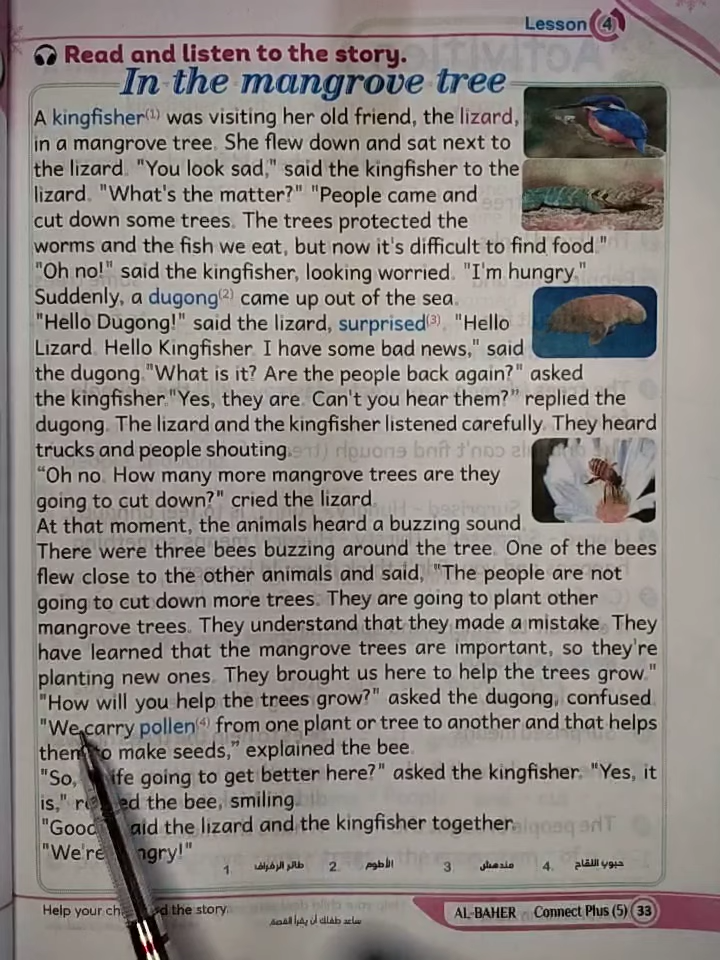 Lesson 4
Read and listen to the story.
In the mangrove tree
A kingfisher(1) was visiting her old friend, the lizard,
in a mangrove tree. She flew down and sat next to
the lizard. "You look sad," said the kingfisher to the
lizard. "What's the matter?" "People came and
cut down some trees. The trees protected the
worms and the fish we eat, but now it's difficult to find food."
"Oh no!" said the kingfisher, looking worried. "I'm hungry."
Suddenly, a dugong(2) came up out of the sea.
"Hello Dugong!" said the lizard, surprised(3). "Hello
Lizard. Hello Kingfisher. I have some bad news," said
the dugong."What is it? Are the people back again?" asked
the kingfisher."Yes, they are. Can't you hear them?" replied the
dugong. The lizard and the kingfisher listened carefully. They heard
trucks and people shouting.
"Oh no. How many more mangrove trees are they
going to cut down?" cried the lizard.
At that moment, the animals heard a buzzing sound.
There were three bees buzzing around the tree. One of the bees
flew close to the other animals and said, "The people are not
going to cut down more trees. They are going to plant other
mangrove trees. They understand that they made a mistake. They
have learned that the mangrove trees are important, so they're
planting new ones. They brought us here to help the trees grow."
"How will you help the trees grow?" asked the dugong, confused.
"We carry pollen(4) from one plant or tree to another and that helps
them to make seeds," explained the bee.
"So, life going to get better here?" asked the kingfisher. "Yes, it
is," the bee, smiling.
"Good" said the lizard and the kingfisher together.
"We're hungry!"
1. طائر الرفراف 2. الأطوم 3. مندهش 4. حبوب اللقاح
Help your the story.
ساعد طفلك أن يقرأ القصة
AL-BAHER Connect Plus (5) 33